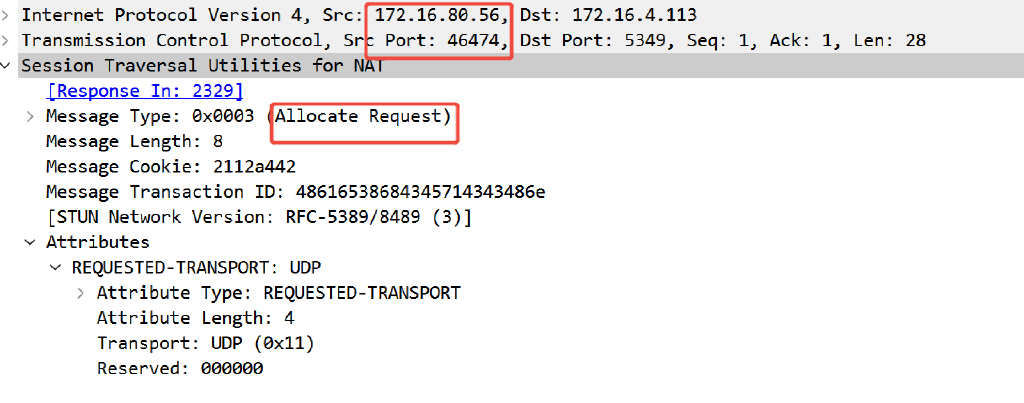 Internet Protocol Version 4, Src: 172.16.80.56, Dst: 172.16.4.113
Transmission Control Protocol, Src Port: 46474, Dst Port: 5349, Seq: 1, Ack: 1, Len: 28
Session Traversal Utilities for NAT
[Response In: 2329]
Message Type: 0x0003 (Allocate Request)
Message Length: 8
Message Cookie: 2112a442
Message Transaction ID: 48616538684345714343486e
[STUN Network Version: RFC-5389/8489 (3)]
Attributes
REQUESTED-TRANSPORT: UDP
Attribute Type: REQUESTED-TRANSPORT
Attribute Length: 4
Transport: UDP (0x11)
Reserved: 000000